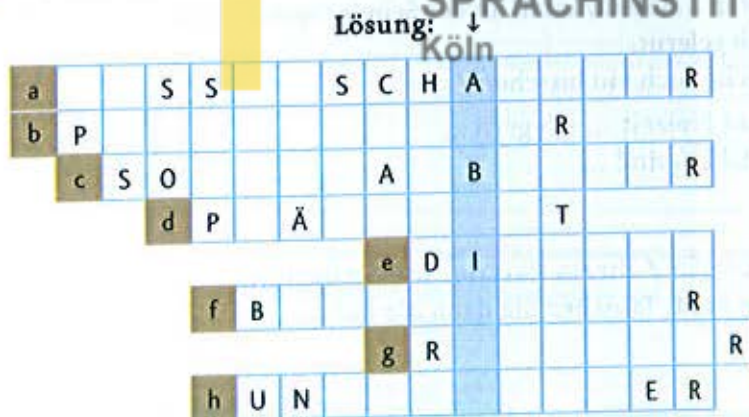 SPRACHINSTIT
Lösung: ↓
Köln
a S S S C H A R
b P R
c S O A B R
d P Ä T
e D I
f B R
g R R
h U N E R